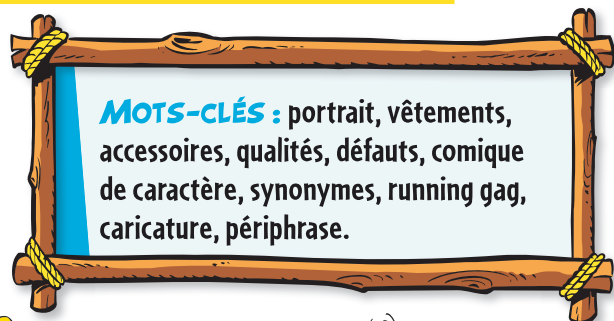 MOTS-CLÉS : portrait, vêtements,
accessoires, qualités, défauts, comique
de caractère, synonymes, running gag,
caricature, périphrase.